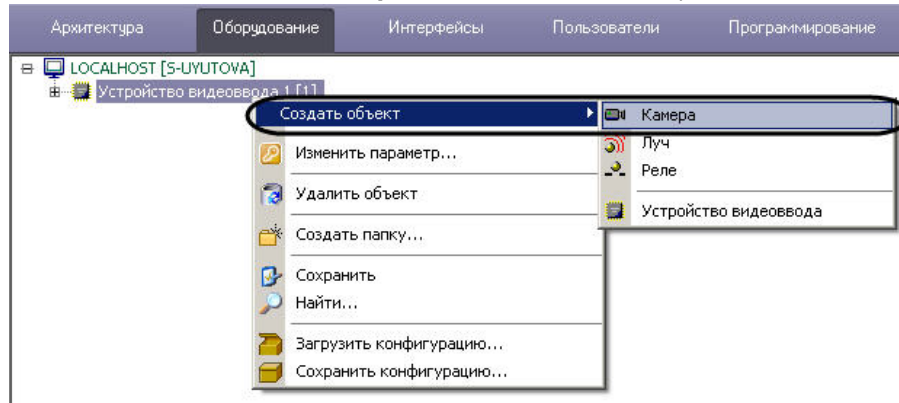 Архитектура Оборудование Интерфейсы Пользователи Программирование
LOCALHOST [S-UYUTOVA]
Устройство видеоввода 1 [1]
Создать объект
Изменить параметр...
Удалить объект
Создать папку...
Сохранить
Найти...
Загрузить конфигурацию...
Сохранить конфигурацию...
Камера
Луч
Реле
Устройство видеоввода